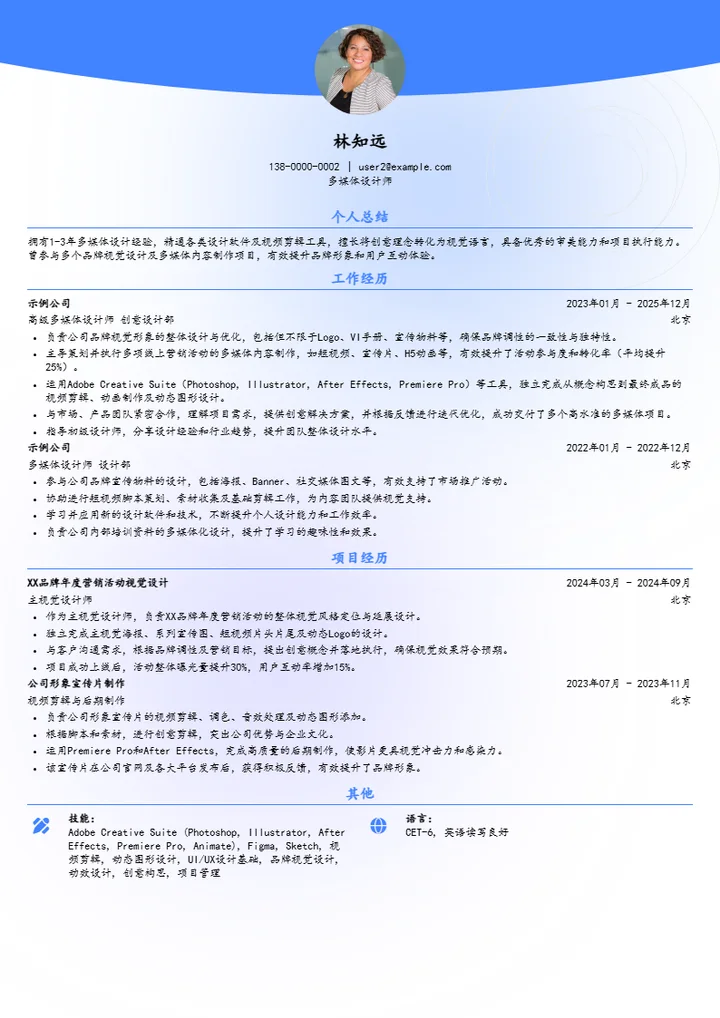 林知远
138-0000-0002 | user2@example.com
多媒体设计师
个人总结
拥有1-3年多媒体设计经验，精通各类设计软件及视频剪辑工具，擅长将创意理念转化为视觉语言，具备优秀的审美能力和项目执行能力。
曾参与多个品牌视觉设计及多媒体内容制作项目，有效提升品牌形象和用户互动体验。
工作经历
示例公司 2023年01月 - 2025年12月
高级多媒体设计师 创意设计部 北京
• 负责公司品牌视觉形象的整体设计与优化，包括但不限于Logo、VI手册、宣传物料等，确保品牌调性的一致性与独特性。
• 主导策划并执行多项线上营销活动的多媒体内容制作，如短视频、宣传片、H5动画等，有效提升了活动参与度和转化率（平均提升
25%）。
• 运用Adobe Creative Suite（Photoshop, Illustrator, After Effects, Premiere Pro）等工具，独立完成从概念构思到最终成品的
视频剪辑、动画制作及动态图形设计。
• 与市场、产品团队紧密合作，理解项目需求，提供创意解决方案，并根据反馈进行迭代优化，成功交付了多个高水准的多媒体项目。
• 指导初级设计师，分享设计经验和行业趋势，提升团队整体设计水平。
示例公司 2022年01月 - 2022年12月
多媒体设计师 设计部 北京
• 参与公司品牌宣传物料的设计，包括海报、Banner、社交媒体图文等，有效支持了市场推广活动。
• 协助进行短视频脚本策划、素材收集及基础剪辑工作，为内容团队提供视觉支持。
• 学习并应用新的设计软件和技术，不断提升个人设计能力和工作效率。
• 负责公司内部培训资料的多媒体化设计，提升了学习的趣味性和效果。
项目经历
XX品牌年度营销活动视觉设计 2024年03月 - 2024年09月
主视觉设计师 北京
• 作为主视觉设计师，负责XX品牌年度营销活动的整体视觉风格定位与延展设计。
• 独立完成主视觉海报、系列宣传图、短视频片头片尾及动态Logo的设计。
• 与客户沟通需求，根据品牌调性及营销目标，提出创意概念并落地执行，确保视觉效果符合预期。
• 项目成功上线后，活动整体曝光量提升30%，用户互动率增加15%。
公司形象宣传片制作 2023年07月 - 2023年11月
视频剪辑与后期制作 北京
• 负责公司形象宣传片的视频剪辑、调色、音效处理及动态图形添加。
• 根据脚本和素材，进行创意剪辑，突出公司优势与企业文化。
• 运用Premiere Pro和After Effects，完成高质量的后期制作，使影片更具视觉冲击力和感染力。
• 该宣传片在公司官网及各大平台发布后，获得积极反馈，有效提升了品牌形象。
其他
技能：
Adobe Creative Suite (Photoshop, Illustrator, After
Effects, Premiere Pro, Animate), Figma, Sketch, 视
频剪辑, 动态图形设计, UI/UX设计基础, 品牌视觉设计,
动效设计, 创意构思, 项目管理
语言：
CET-6, 英语读写良好